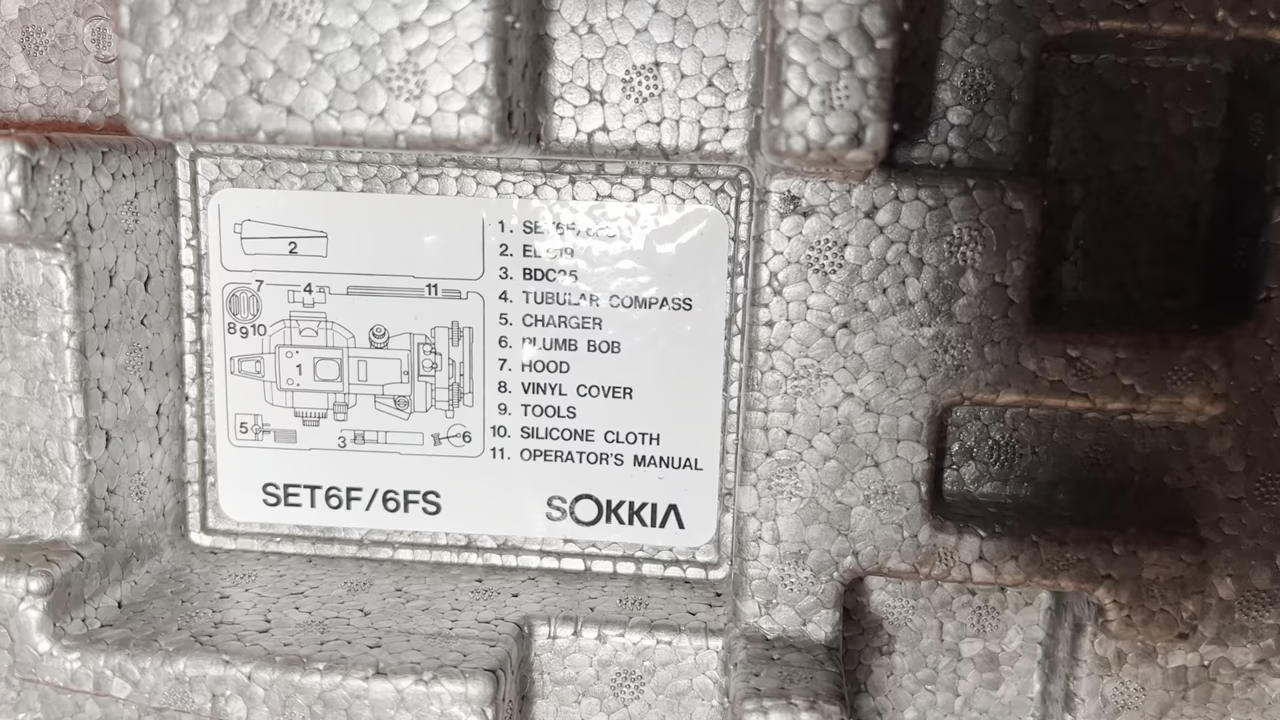 2
7
4
11
8 9 10
1
5
3
6
1. SET6F/6FS
2.
3. BDC25
4. TUBULAR COMPASS
5. CHARGER
6. PLUMB BOB
7. HOOD
8. VINYL COVER
9. TOOLS
10. SILICONE CLOTH
11. OPERATOR'S MANUAL
SET6F/6FS
SOKKIA